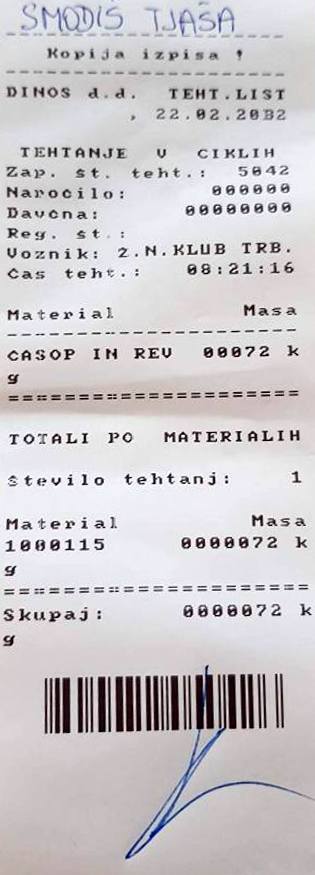 SMODIŠ TJAŠA
Kopija izpisa !
DINOS d.d. TEHT.LIST
, 22.02.20B2
TEHTANJE V CIKLIH
Zap. št. teht.: 5042
Naročilo: 000000
Davčna: 00000000
Reg. št.:
Voznik: 2.N.KLUB TRB.
Čas teht.: 08:21:16
Material Masa
ČASOP IN REV 00072 k
g
TOTALI PO MATERIALIH
Število tehtanj: 1
Material Masa
1000115 0000072 k
g
Skupaj: 0000072 k
g